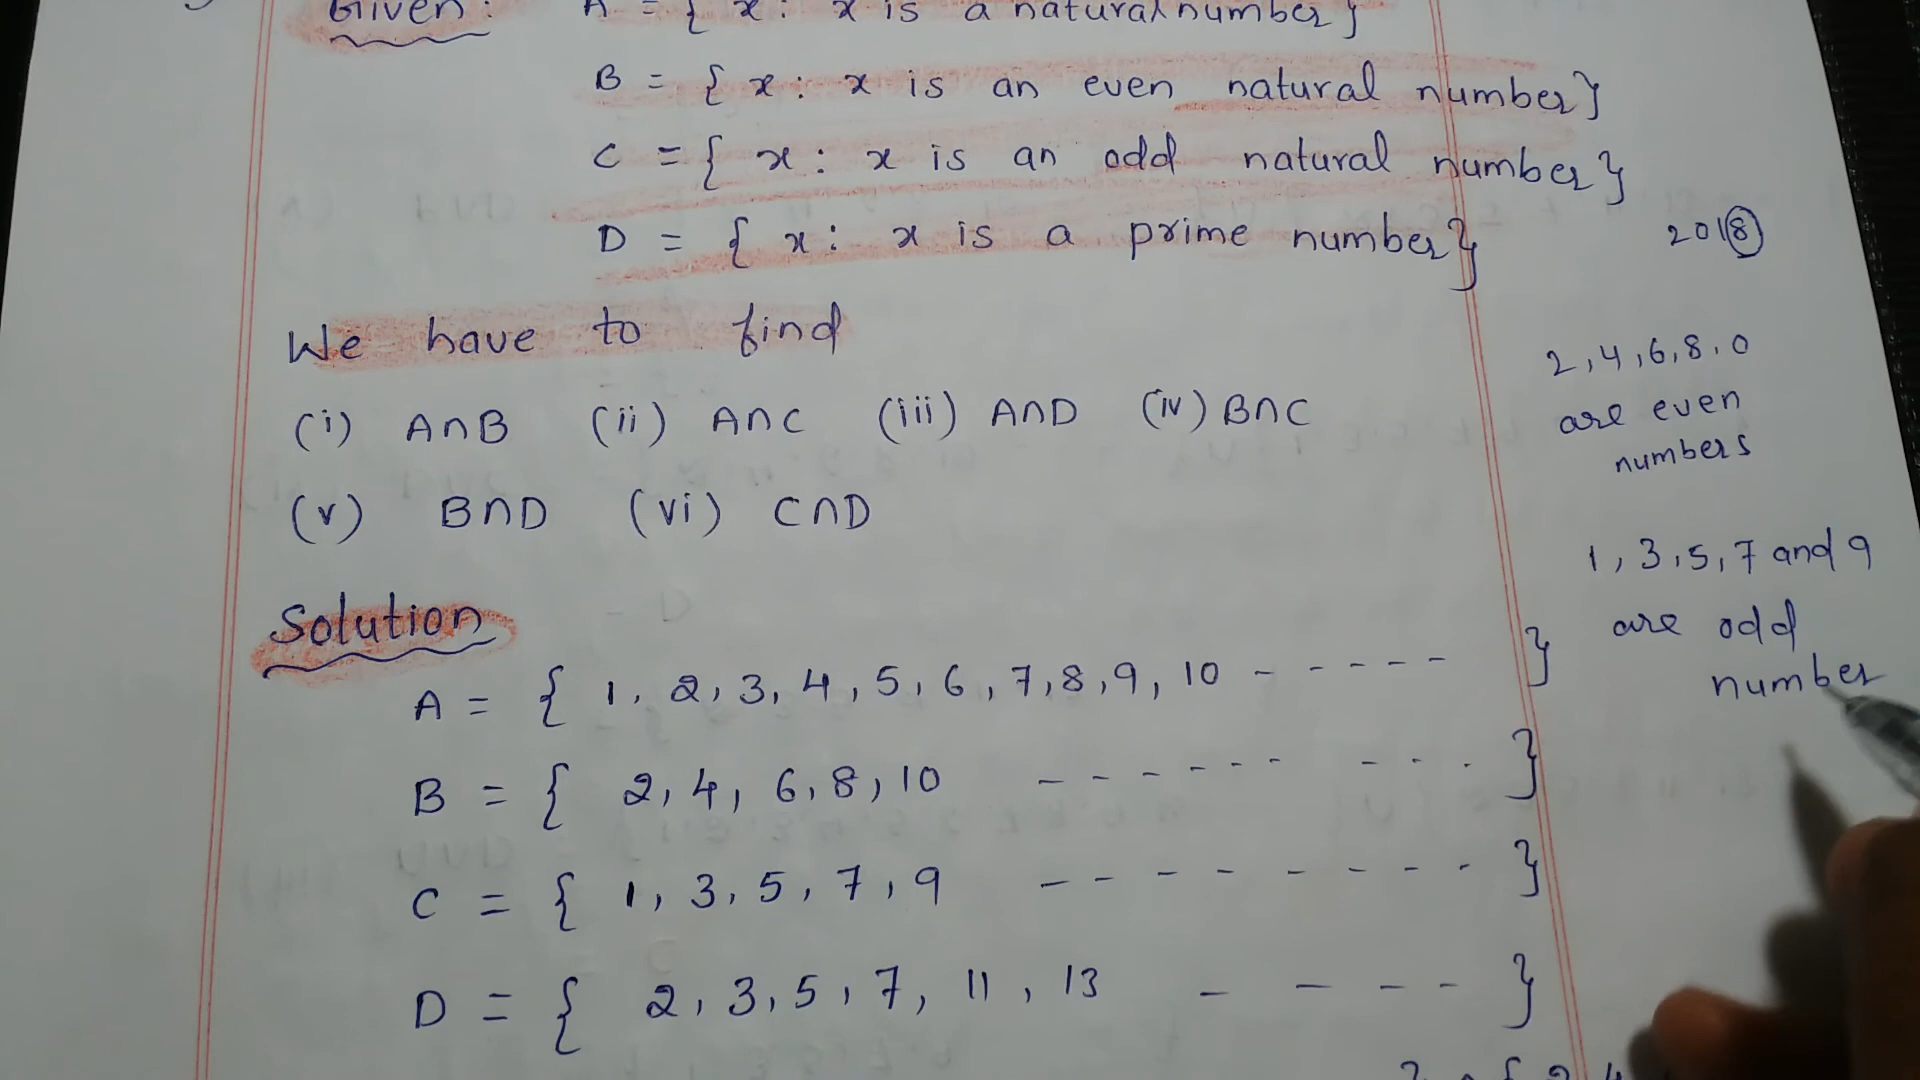 Given: A = { x : x is a natural number }
B = { x : x is an even natural number }
C = { x : x is an odd natural number }
D = { x : x is a prime number }
2018
We have to find
(i) A∩B (ii) A∩C (iii) A∩D (iv) B∩C
(v) B∩D (vi) C∩D
2, 4, 6, 8, 0
are even
numbers
1, 3, 5, 7 and 9
are odd
number
Solution
A = { 1, 2, 3, 4, 5, 6, 7, 8, 9, 10 - - - - - }
B = { 2, 4, 6, 8, 10 - - - - - - - - - }
C = { 1, 3, 5, 7, 9 - - - - - - - - - }
D = { 2, 3, 5, 7, 11, 13 - - - - }